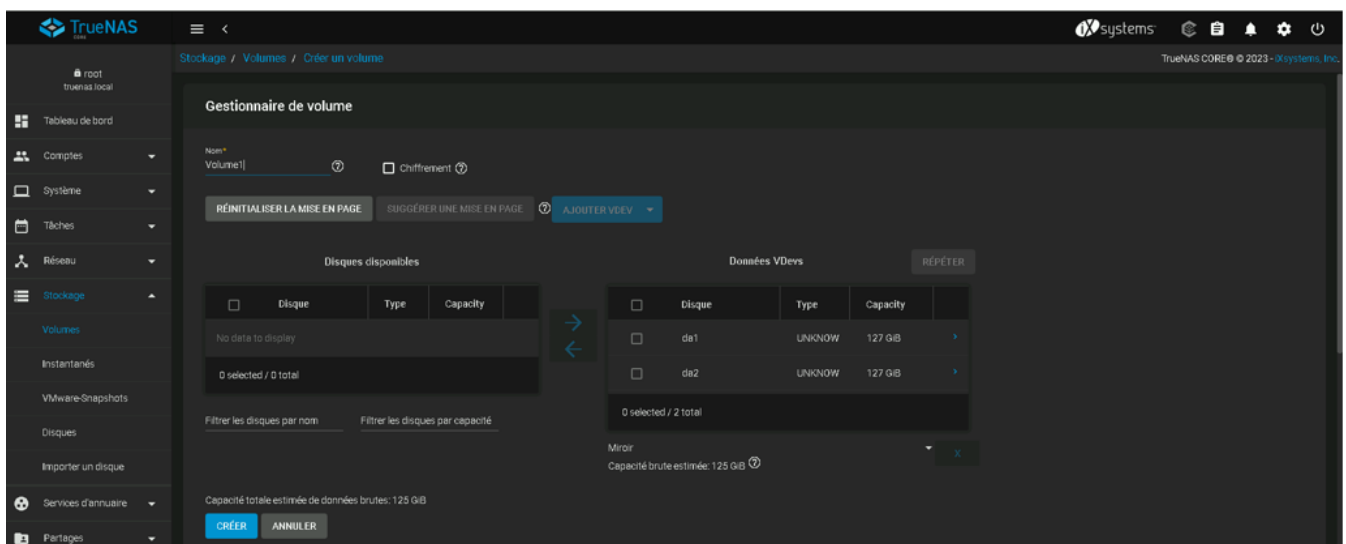 TrueNAS
CORE
iXsystems
Stockage / Volumes / Créer un volume
TrueNAS CORE® © 2023 - iXsystems, Inc.
root
truenas.local
Tableau de bord
Comptes
Système
Tâches
Réseau
Stockage
Volumes
Instantanés
VMware-Snapshots
Disques
Importer un disque
Services d'annuaire
Partages
Gestionnaire de volume
Nom*
Volume1
Chiffrement
RÉINITIALISER LA MISE EN PAGE SUGGÉRER UNE MISE EN PAGE AJOUTER VDEV
Disques disponibles
Disque Type Capacity
No data to display
0 selected / 0 total
Filtrer les disques par nom Filtrer les disques par capacité
Données VDevs RÉPÉTER
Disque Type Capacity
da1 UNKNOW 127 GiB
da2 UNKNOW 127 GiB
0 selected / 2 total
Miroir X
Capacité brute estimée: 125 GiB
Capacité totale estimée de données brutes: 125 GiB
CRÉER ANNULER